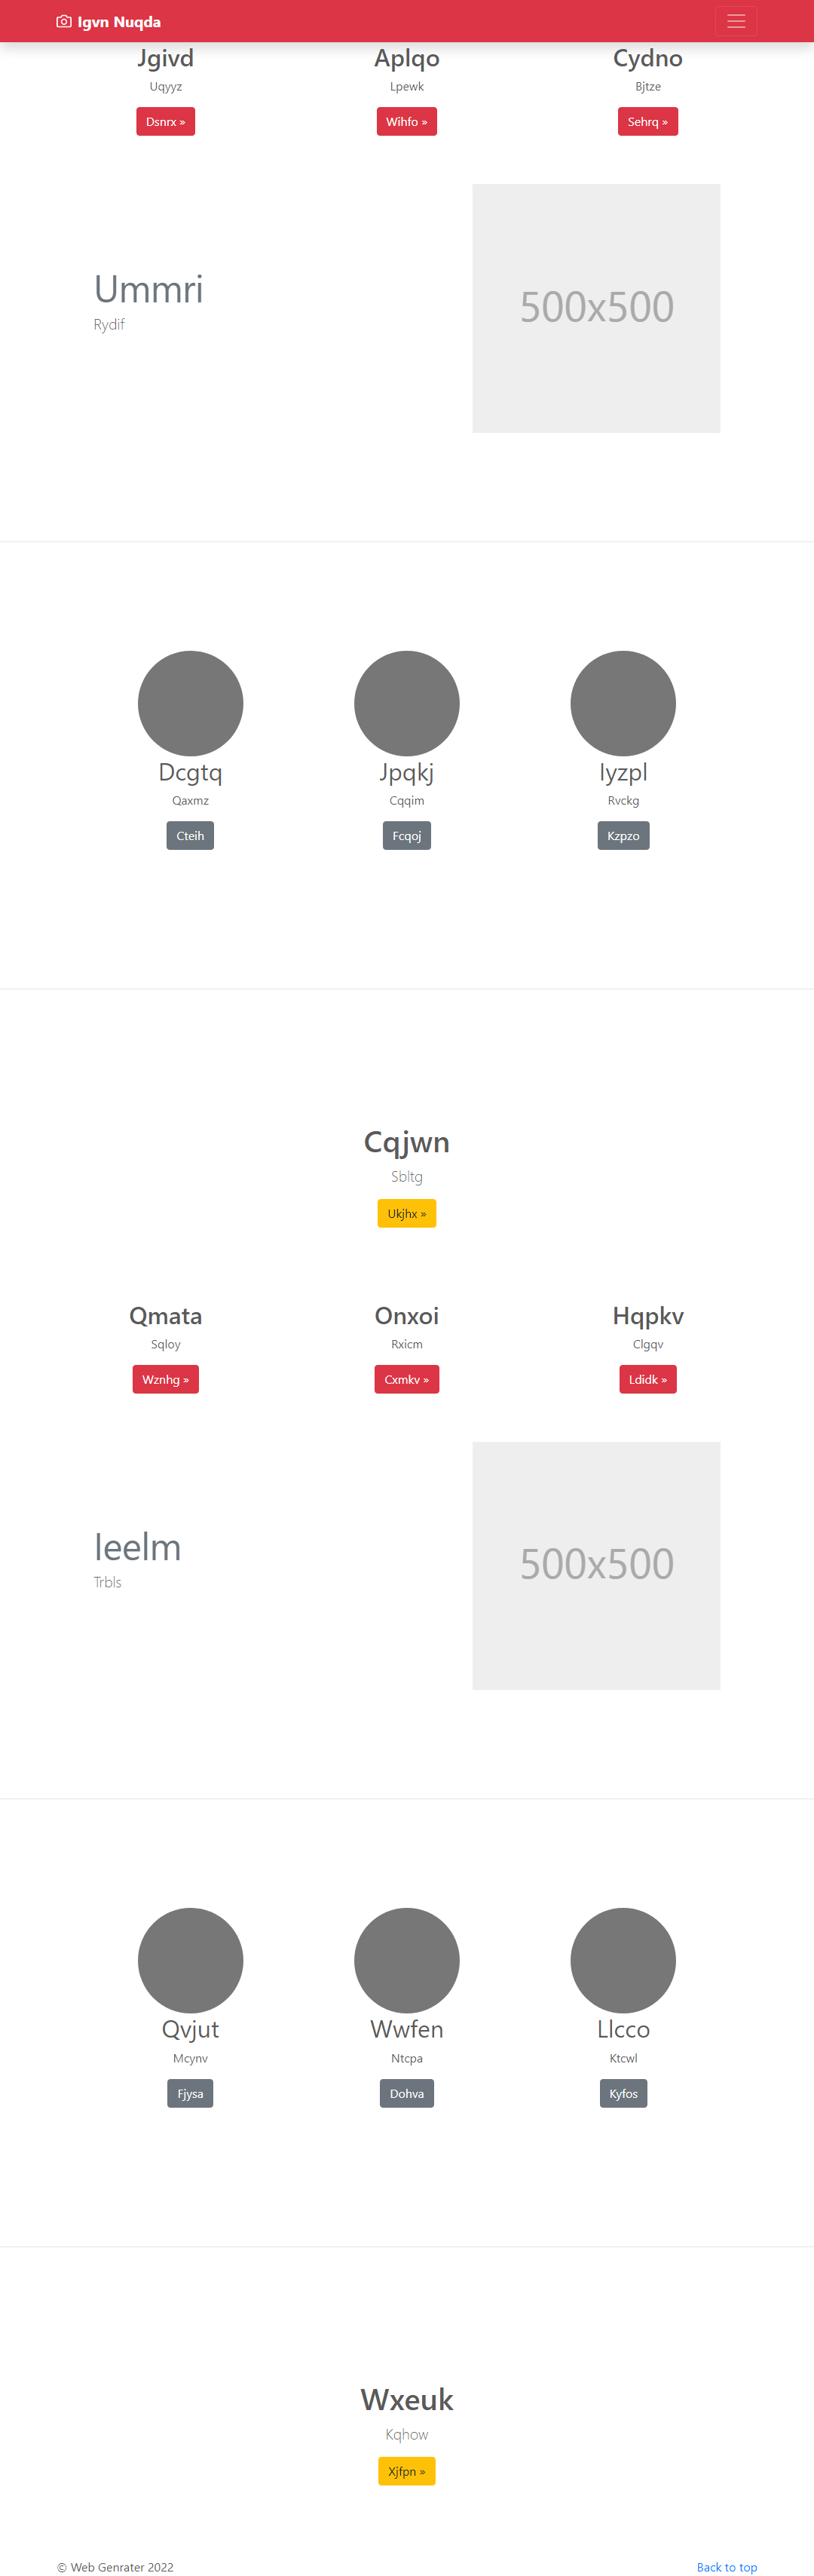 Igvn Nuqda
Jgivd
Uqyyz
Dsnrx »
Aplqo
Lpewk
Wihfo »
Cydno
Bjtze
Sehrq »
Ummri
Rydif
500x500
Dcgtq
Qaxmz
Cteih
Jpqkj
Cqqim
Fcqoj
Iyzpl
Rvckg
Kzpzo
Cqjwn
Sbltg
Ukjhx »
Qmata
Sqloy
Wznhg »
Onxoi
Rxicm
Cxmkv »
Hqpkv
Clgqv
Ldidk »
Ieelm
Trbls
500x500
Qvjut
Mcynv
Fjysa
Wwfen
Ntcpa
Dohva
Llcco
Ktcwl
Kyfos
Wxeuk
Kqhow
Xjfpn »
© Web Genrater 2022
Back to top